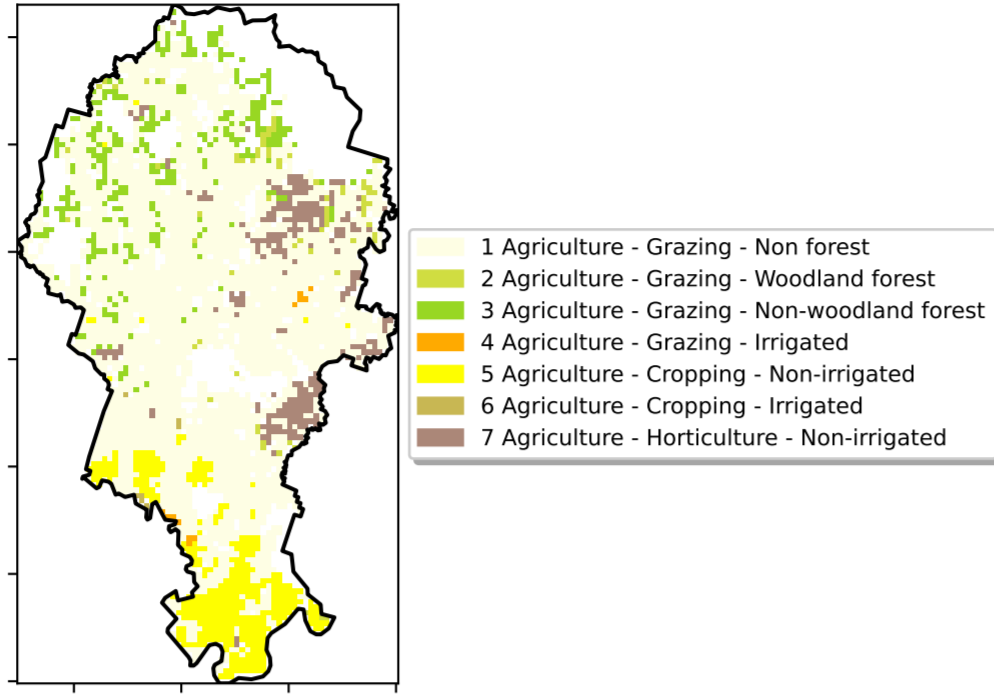 1 Agriculture - Grazing - Non forest
2 Agriculture - Grazing - Woodland forest
3 Agriculture - Grazing - Non-woodland forest
4 Agriculture - Grazing - Irrigated
5 Agriculture - Cropping - Non-irrigated
6 Agriculture - Cropping - Irrigated
7 Agriculture - Horticulture - Non-irrigated